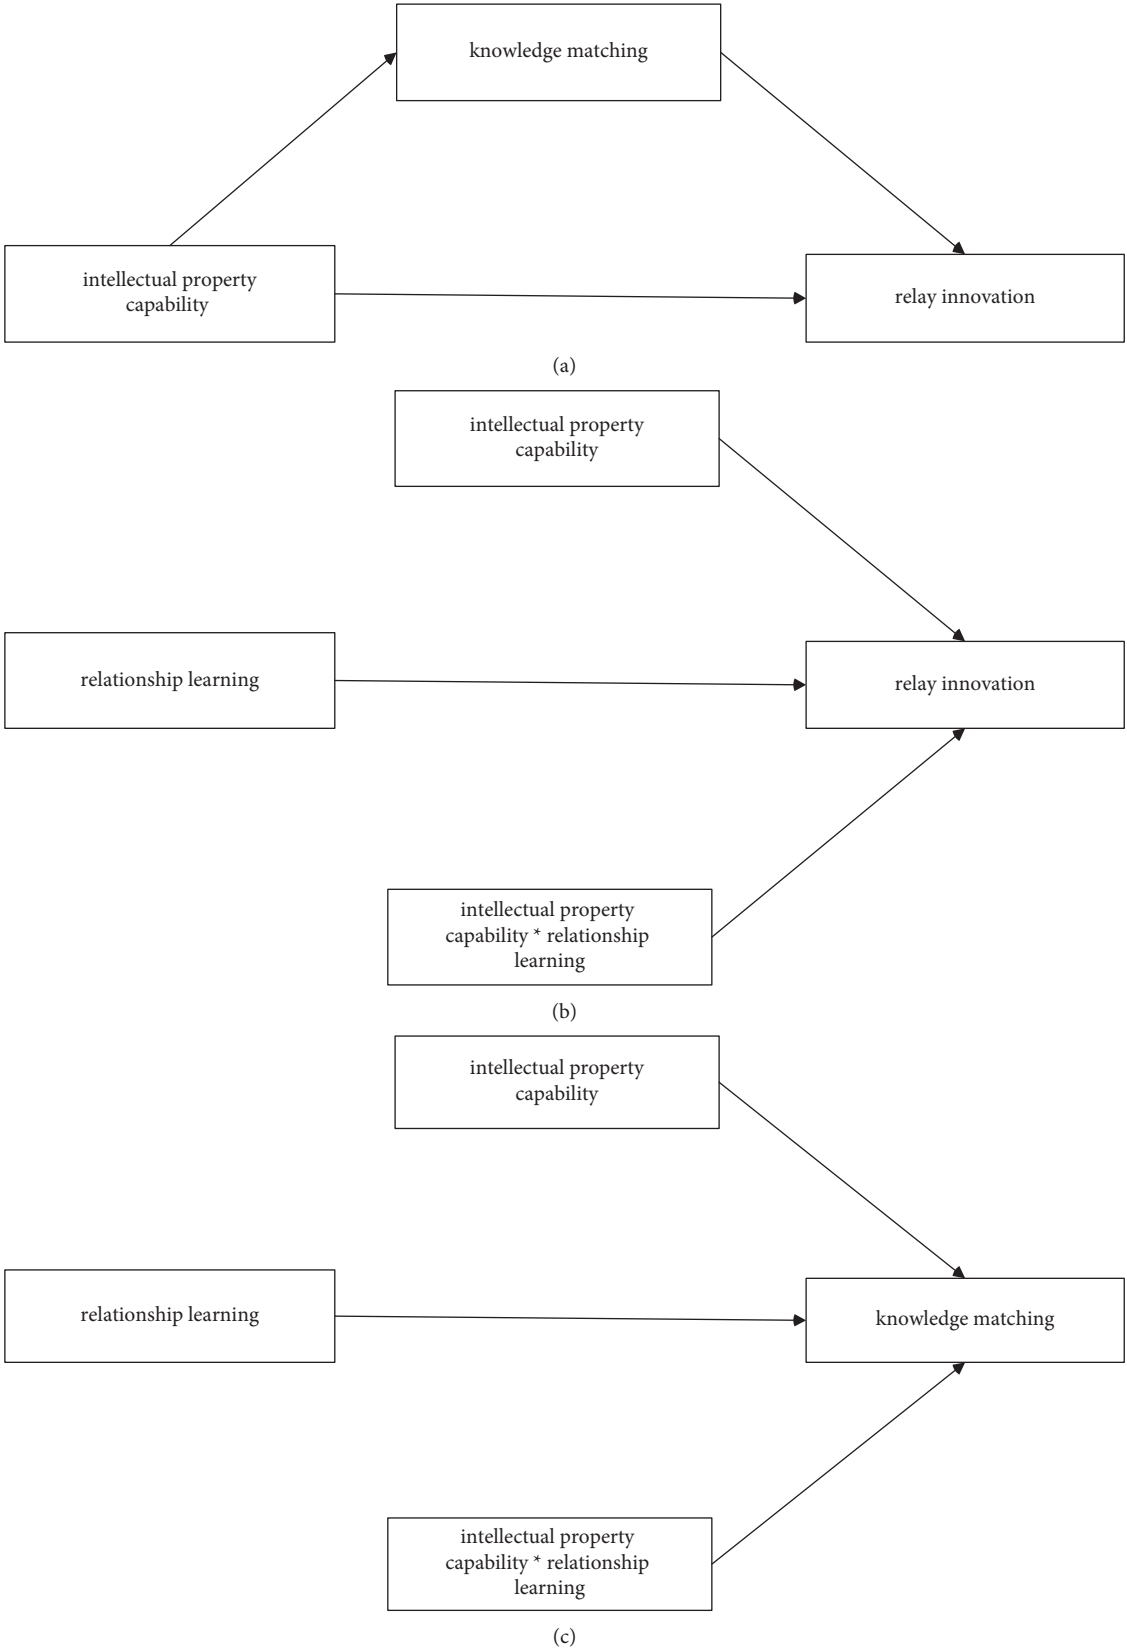 knowledge matching
intellectual property
capability
relay innovation
(a)
intellectual property
capability
relationship learning
relay innovation
intellectual property
capability * relationship
learning
(b)
intellectual property
capability
relationship learning
knowledge matching
intellectual property
capability * relationship
learning
(c)